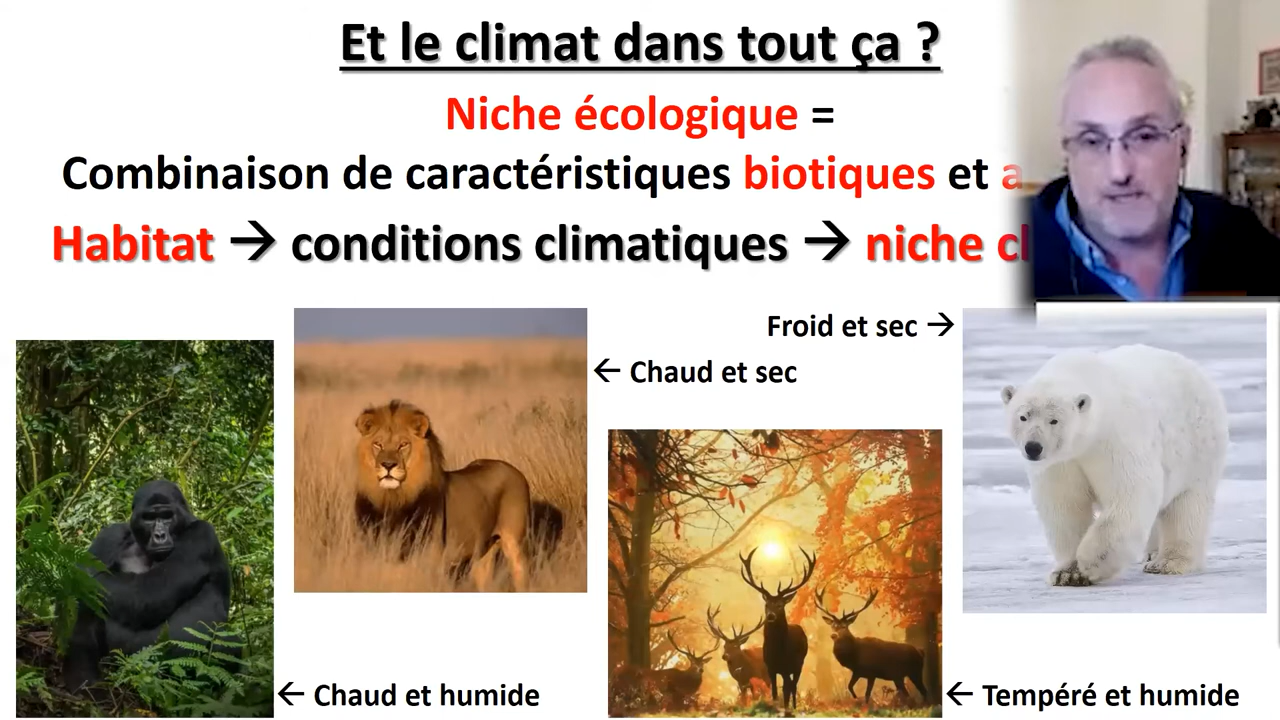 Et le climat dans tout ça ?
Niche écologique =
Combinaison de caractéristiques biotiques et
Habitat → conditions climatiques → niche
Froid et sec →
← Chaud et sec
← Chaud et humide
← Tempéré et humide